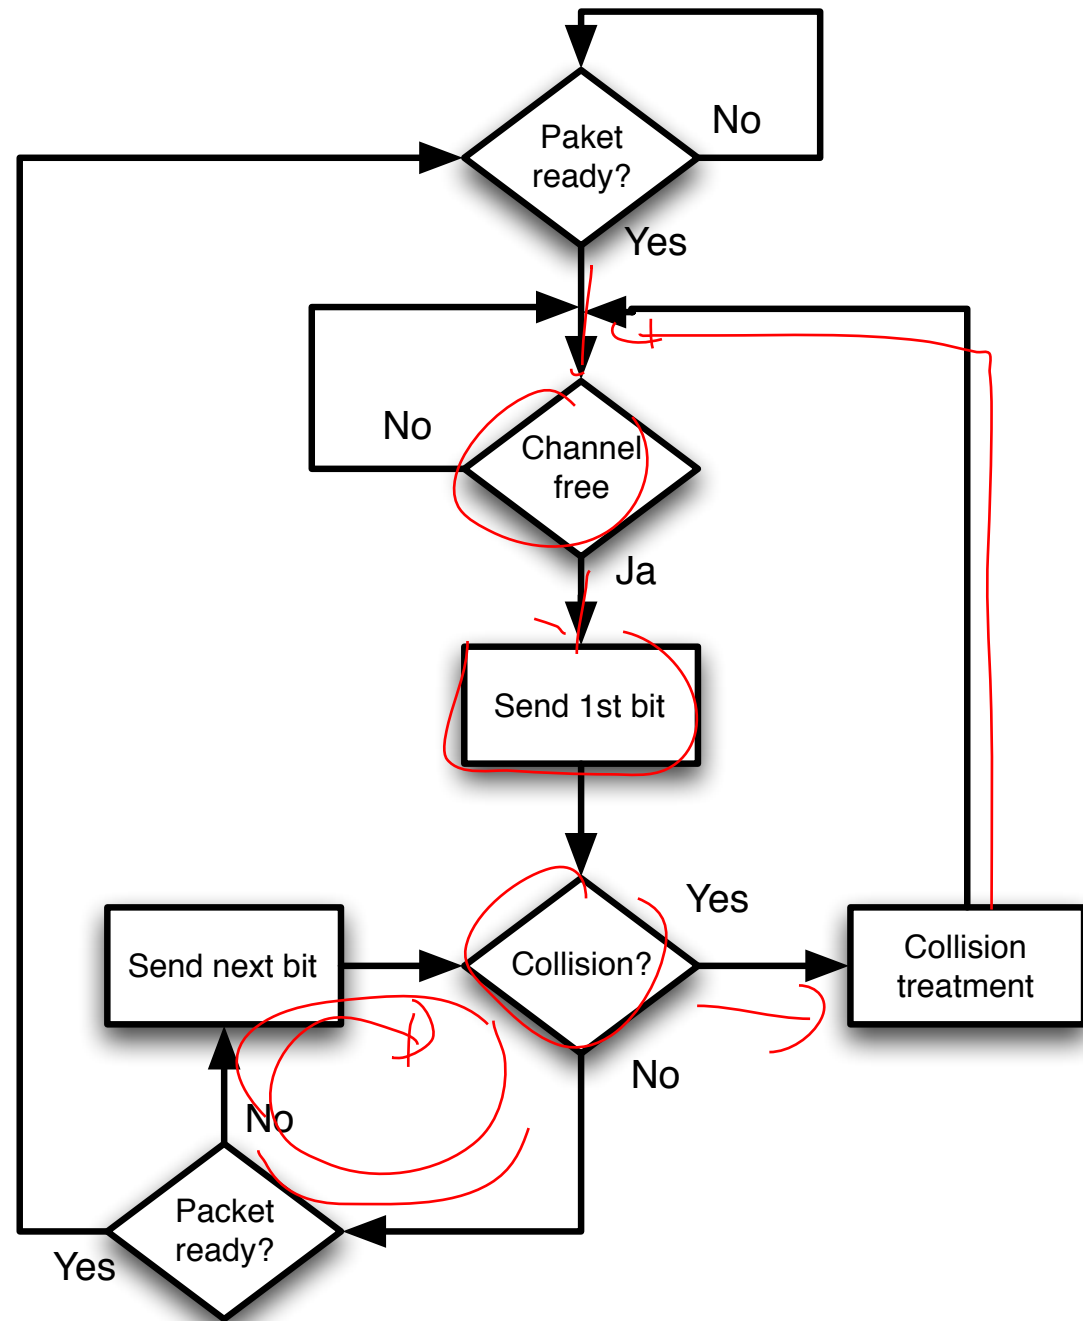 No
Paket
ready?
Yes
No
Channel
free
Ja
Send 1st bit
Yes
Send next bit
Collision?
Collision
treatment
No
No
Packet
ready?
Yes